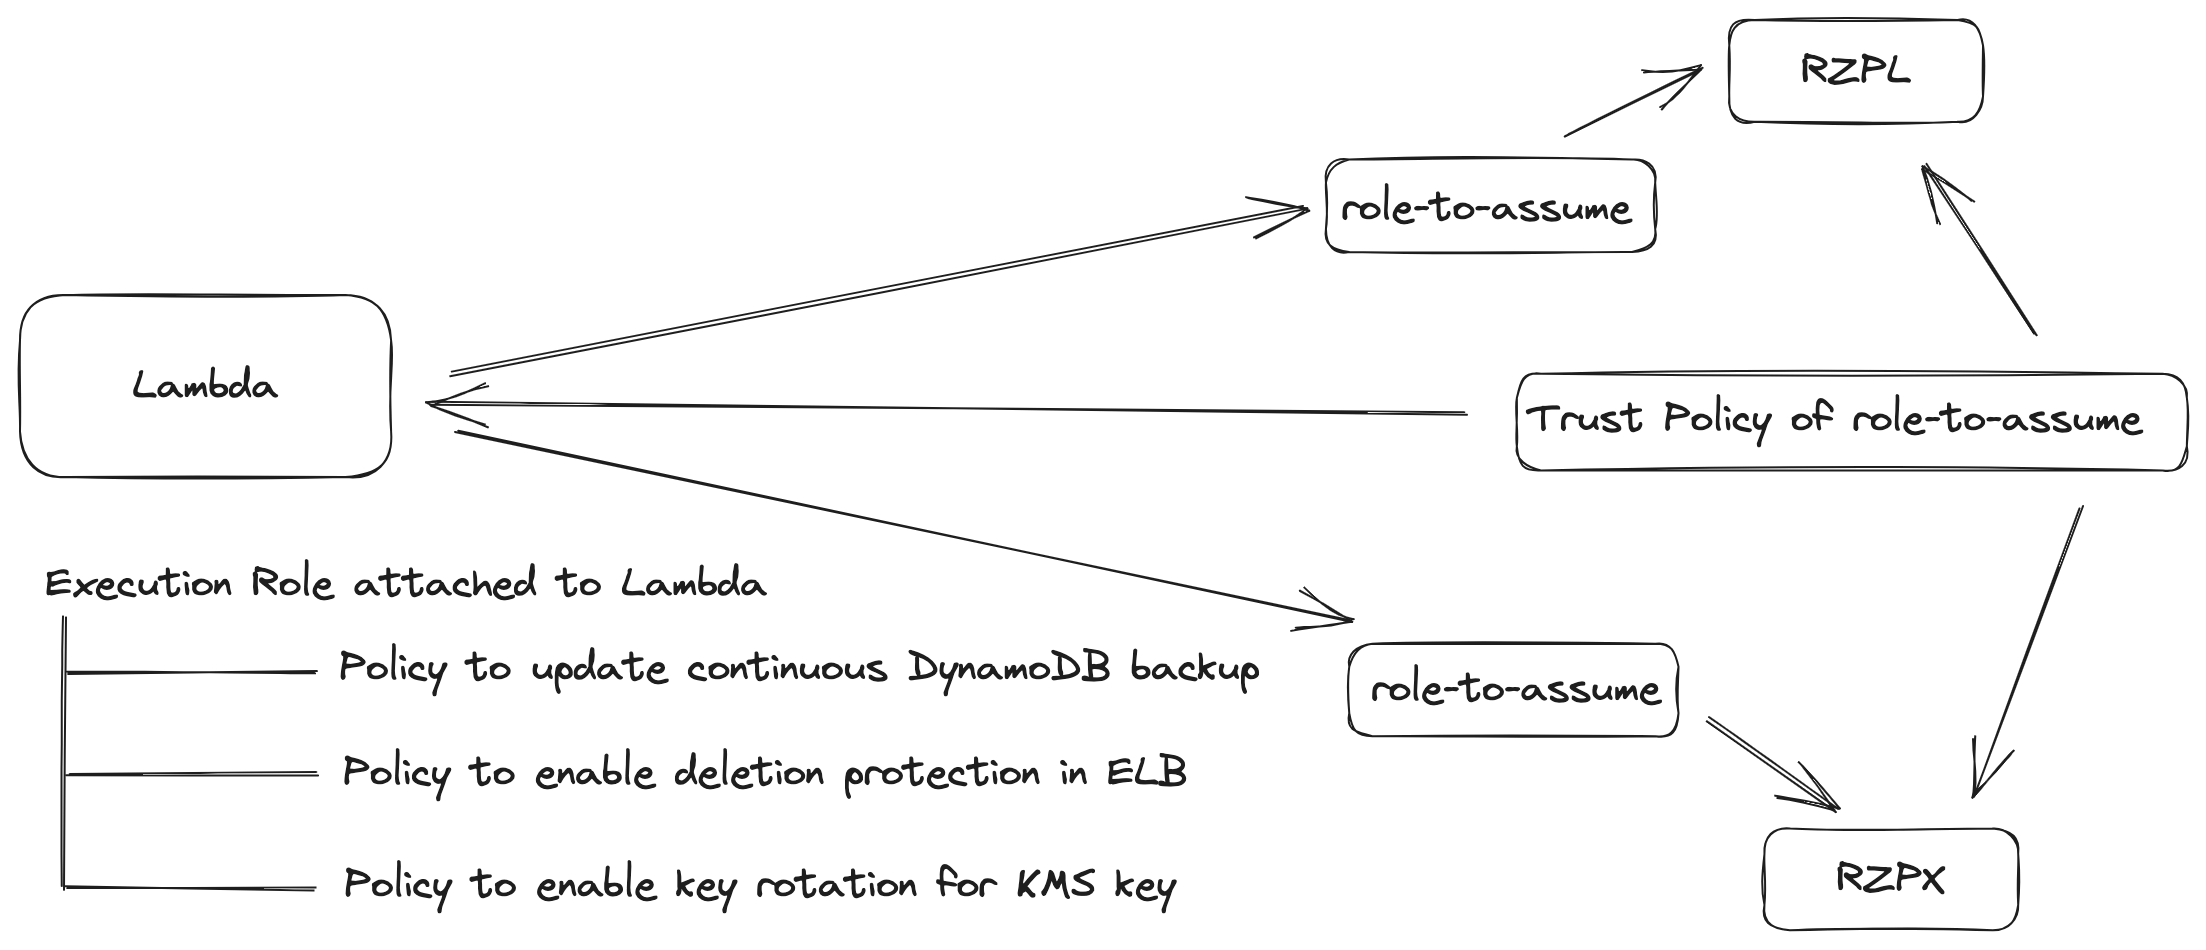 RZPL
role-to-assume
Lambda
Trust Policy of role-to-assume
Execution Role attached to Lambda
Policy to update continuous DynamoDB backup
role-to-assume
Policy to enable deletion protection in ELB
Policy to enable key rotation for KMS key
RZPX